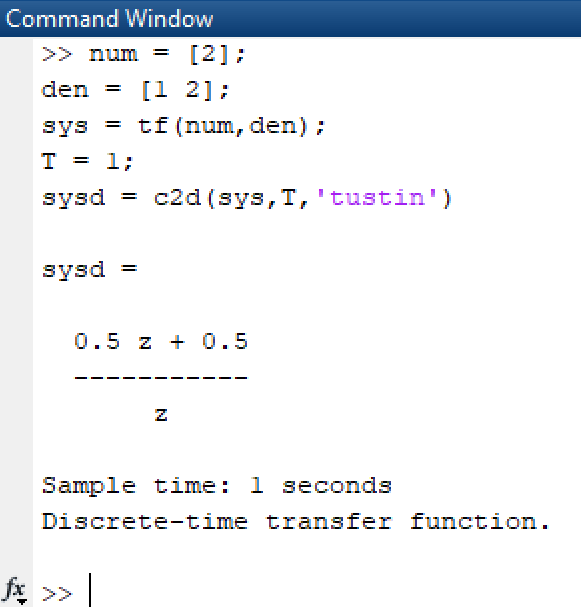 Command Window
>> num = [2];
den = [1 2];
sys = tf(num,den);
T = 1;
sysd = c2d(sys,T,'tustin')
sysd =
0.5 z + 0.5
-----------
z
Sample time: 1 seconds
Discrete-time transfer function.
fx >>